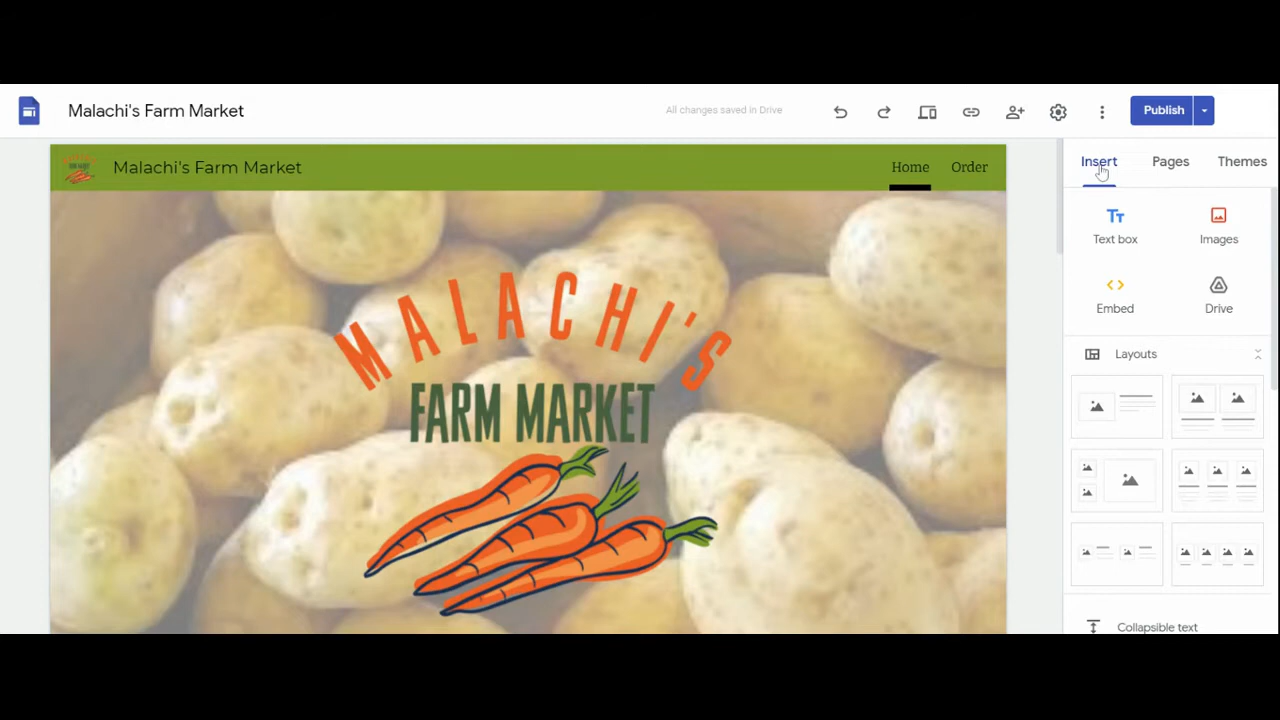 Malachi's Farm Market
All changes saved in Drive
Publish
Malachi's Farm Market
Home
Order
Insert
Pages
Themes
MALACHI'S
FARM MARKET
Tt
Text box
Images
Embed
Drive
Layouts
Collapsible text